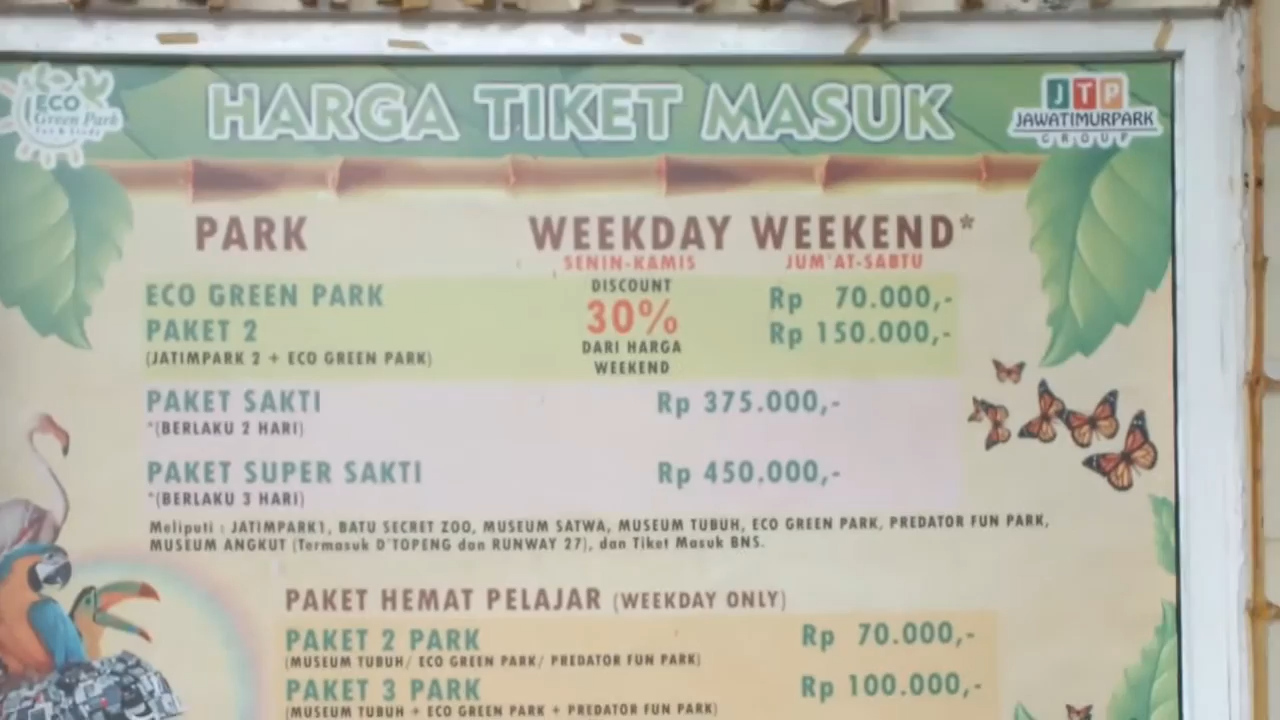 ECO
Green Park
Fun & Study
HARGA TIKET MASUK
JTP
JAWATIMURPARK
GROUP
PARK WEEKDAY WEEKEND*
SENIN-KAMIS JUM'AT-SABTU
ECO GREEN PARK DISCOUNT Rp 70.000,-
PAKET 2 30% Rp 150.000,-
(JATIMPARK 2 + ECO GREEN PARK) DARI HARGA
WEEKEND
PAKET SAKTI Rp 375.000,-
*(BERLAKU 2 HARI)
PAKET SUPER SAKTI Rp 450.000,-
*(BERLAKU 3 HARI)
Meliputi : JATIMPARK1, BATU SECRET ZOO, MUSEUM SATWA, MUSEUM TUBUH, ECO GREEN PARK, PREDATOR FUN PARK,
MUSEUM ANGKUT (Termasuk D'TOPENG dan RUNWAY 27), dan Tiket Masuk BNS.
PAKET HEMAT PELAJAR (WEEKDAY ONLY)
PAKET 2 PARK Rp 70.000,-
(MUSEUM TUBUH/ ECO GREEN PARK/ PREDATOR FUN PARK)
PAKET 3 PARK Rp 100.000,-
(MUSEUM TUBUH + ECO GREEN PARK + PREDATOR FUN PARK)